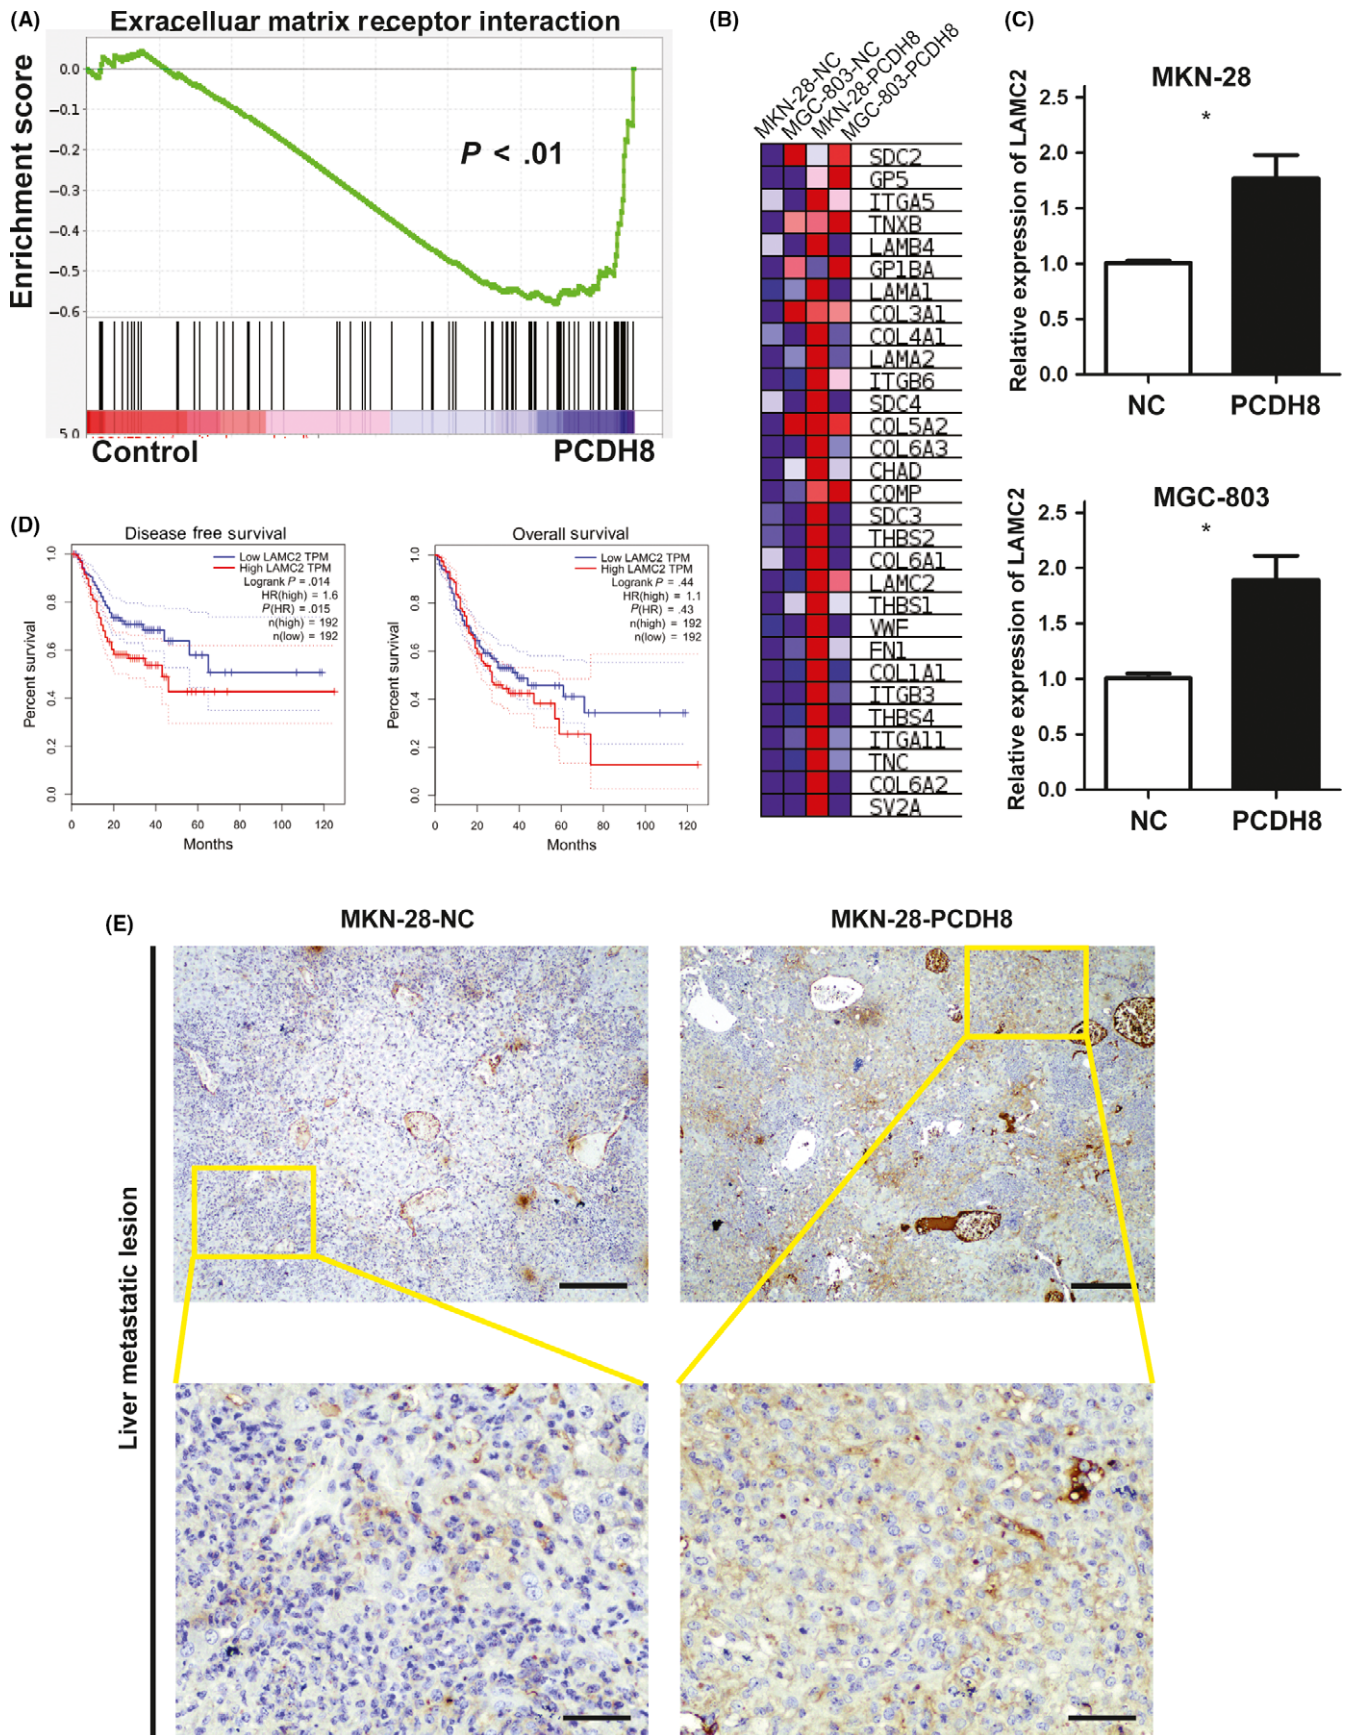 (A)
Exracelluar matrix receptor interaction
Enrichment score
0.0
−0.1
−0.2
−0.3
−0.4
−0.5
−0.6
P < .01
5.0
Control
PCDH8
(B)
MKN-28-NC
MGC-803-NC
MKN-28-PCDH8
MGC-803-PCDH8
SDC2
GP5
ITGA5
TNXB
LAMB4
GP1BA
LAMA1
COL3A1
COL4A1
LAMA2
ITGB6
SDC4
COL5A2
COL6A3
CHAD
COMP
SDC3
THBS2
COL6A1
LAMC2
THBS1
VWF
FN1
COL1A1
ITGB3
THBS4
ITGA11
TNC
COL6A2
SV2A
(C)
MKN-28
Relative expression of LAMC2
2.5
2.0
1.5
1.0
0.5
0.0
*
NC
PCDH8
MGC-803
Relative expression of LAMC2
2.5
2.0
1.5
1.0
0.5
0.0
*
NC
PCDH8
(D)
Disease free survival
Low LAMC2 TPM
High LAMC2 TPM
Logrank P = .014
HR(high) = 1.6
P(HR) = .015
n(high) = 192
n(low) = 192
Percent survival
1.0
0.8
0.6
0.4
0.2
0.0
0 20 40 60 80 100 120
Months
Overall survival
Low LAMC2 TPM
High LAMC2 TPM
Logrank P = .44
HR(high) = 1.1
P(HR) = .43
n(high) = 192
n(low) = 192
Percent survival
1.0
0.8
0.6
0.4
0.2
0.0
0 20 40 60 80 100 120
Months
(E)
MKN-28-NC
MKN-28-PCDH8
Liver metastatic lesion